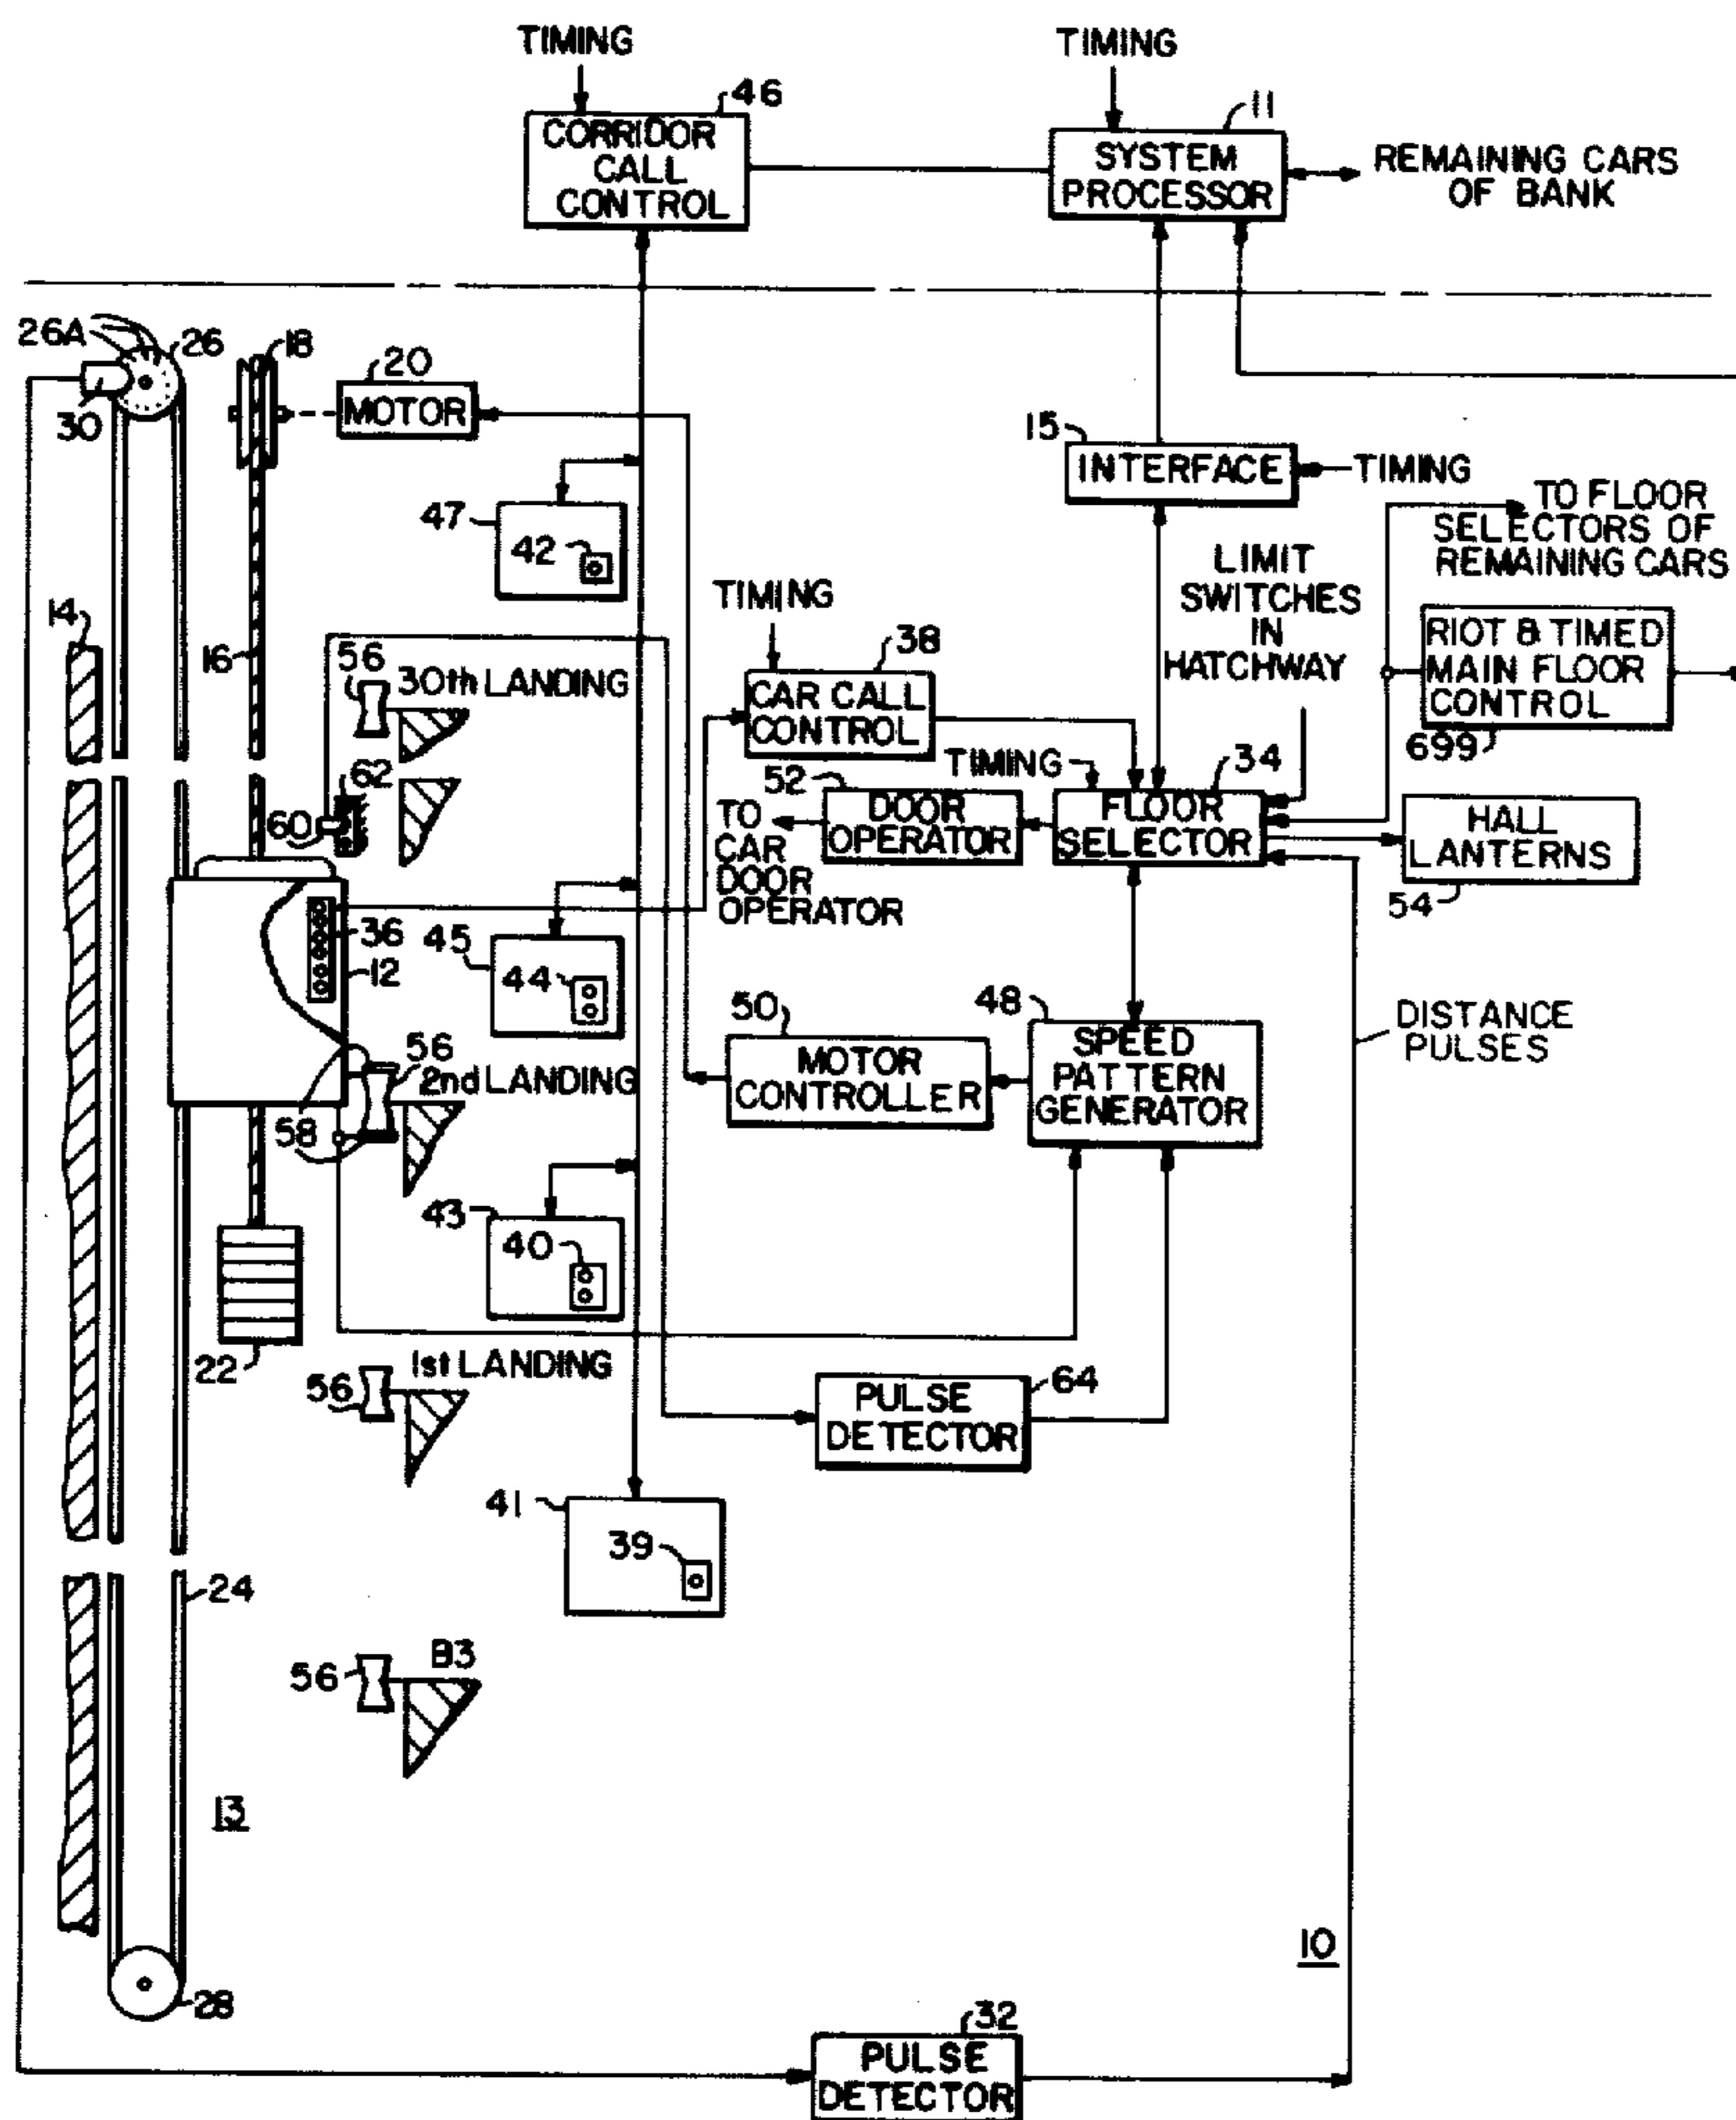 TIMING
TIMING
46
11
CORRIDOR
CALL
CONTROL
SYSTEM
PROCESSOR
REMAINING CARS
OF BANK
26A
26
18
20
MOTOR
30
15
INTERFACE
TIMING
47
42
TO FLOOR
SELECTORS OF
REMAINING CARS
LIMIT
SWITCHES
IN
HATCHWAY
TIMING
14
16
56
30th LANDING
38
CAR CALL
CONTROL
RIOT & TIMED
MAIN FLOOR
CONTROL
699
62
60
TIMING
34
52
DOOR
OPERATOR
FLOOR
SELECTOR
HALL
LANTERNS
54
TO
CAR
DOOR
OPERATOR
36
12
45
44
50
48
MOTOR
CONTROLLER
SPEED
PATTERN
GENERATOR
DISTANCE
PULSES
56
2nd LANDING
58
43
40
22
1st LANDING
56
64
PULSE
DETECTOR
41
39
24
B3
56
13
10
28
32
PULSE
DETECTOR